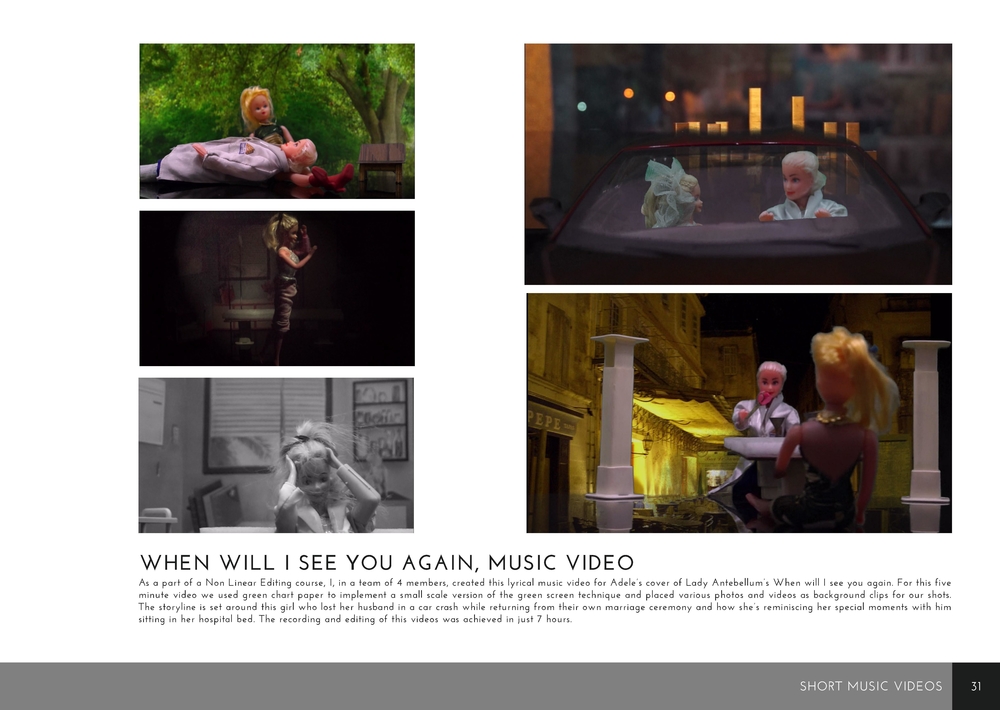 PEPE
WHEN WILL I SEE YOU AGAIN, MUSIC VIDEO
As a part of a Non Linear Editing course, I, in a team of 4 members, created this lyrical music video for Adele's cover of Lady Antebellum's When will I see you again. For this five
minute video we used green chart paper to implement a small scale version of the green screen technique and placed various photos and videos as background clips for our shots.
The storyline is set around this girl who lost her husband in a car crash while returning from their own marriage ceremony and how she's reminiscing her special moments with him
sitting in her hospital bed. The recording and editing of this videos was achieved in just 7 hours.
SHORT MUSIC VIDEOS 31